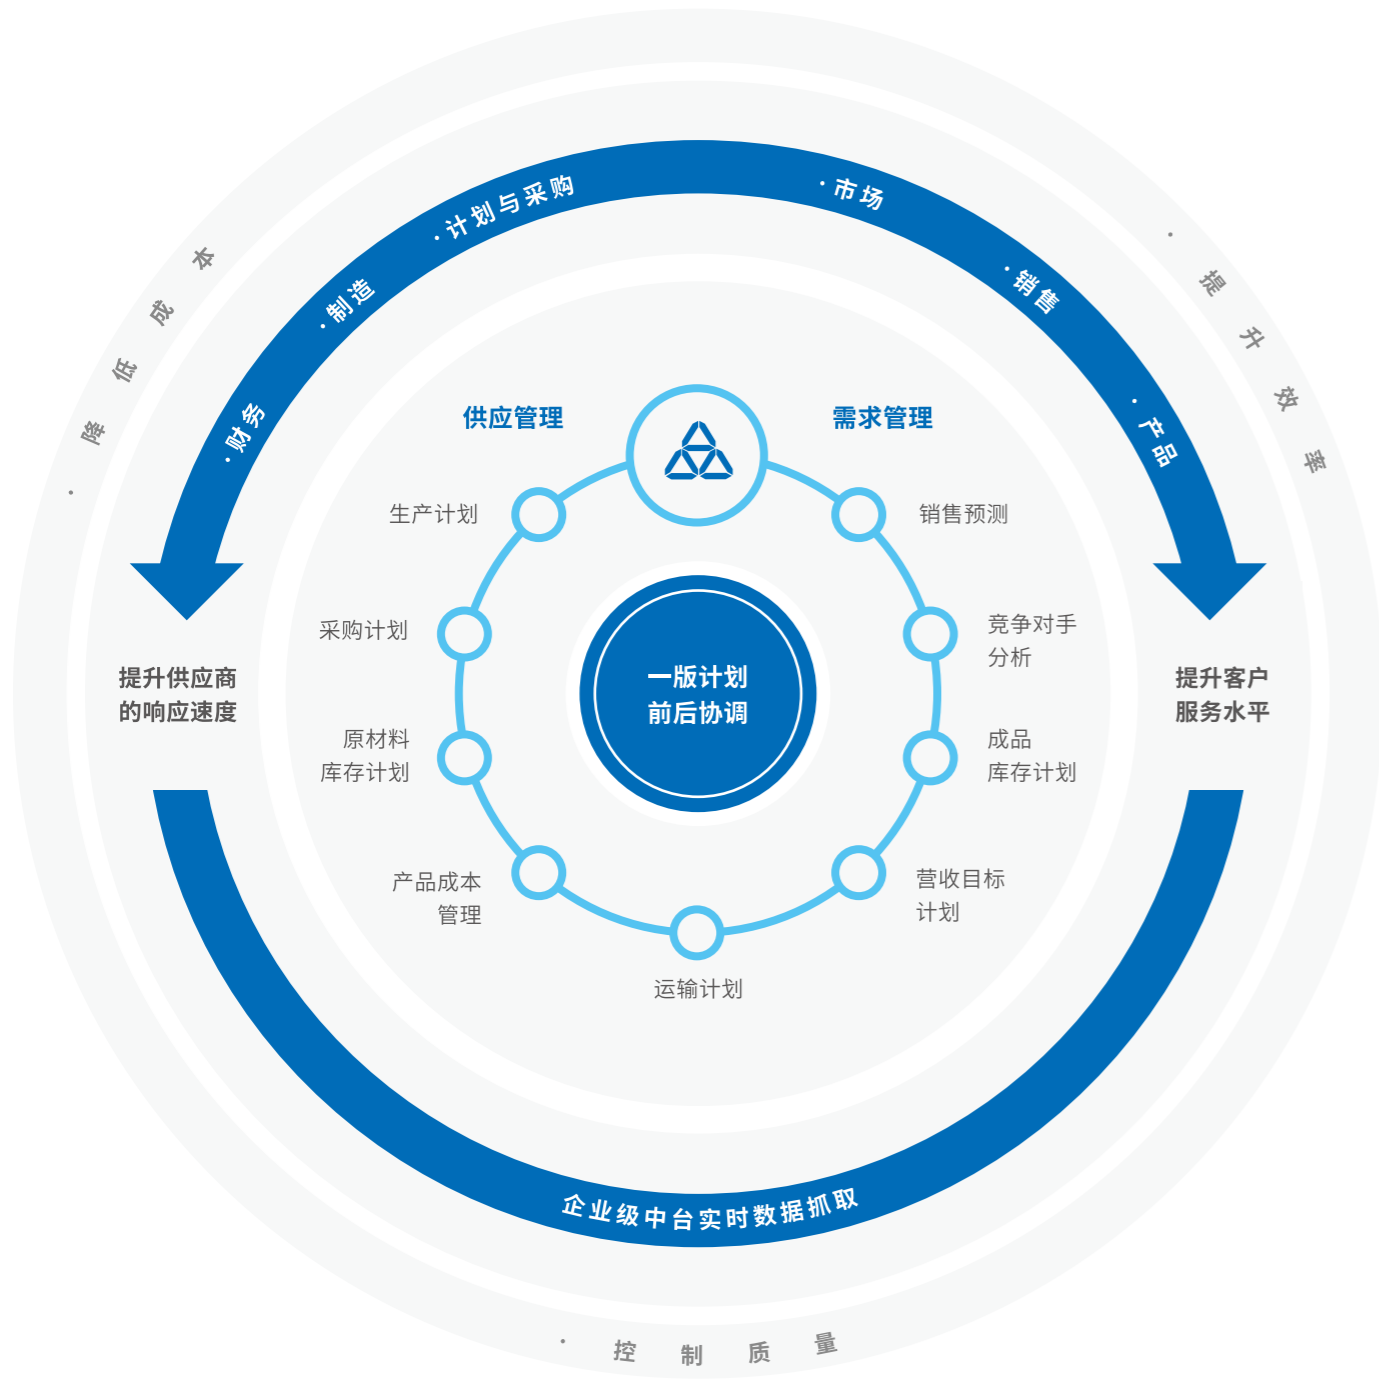 · 降低成本
· 提升效率
· 计划与采购
· 制造
· 财务
· 市场
· 销售
· 产品
供应管理
需求管理
生产计划
采购计划
原材料
库存计划
产品成本
管理
运输计划
销售预测
竞争对手
分析
成品
库存计划
营收目标
计划
一版计划
前后协调
提升供应商
的响应速度
提升客户
服务水平
企业级中台实时数据抓取
· 控制质量